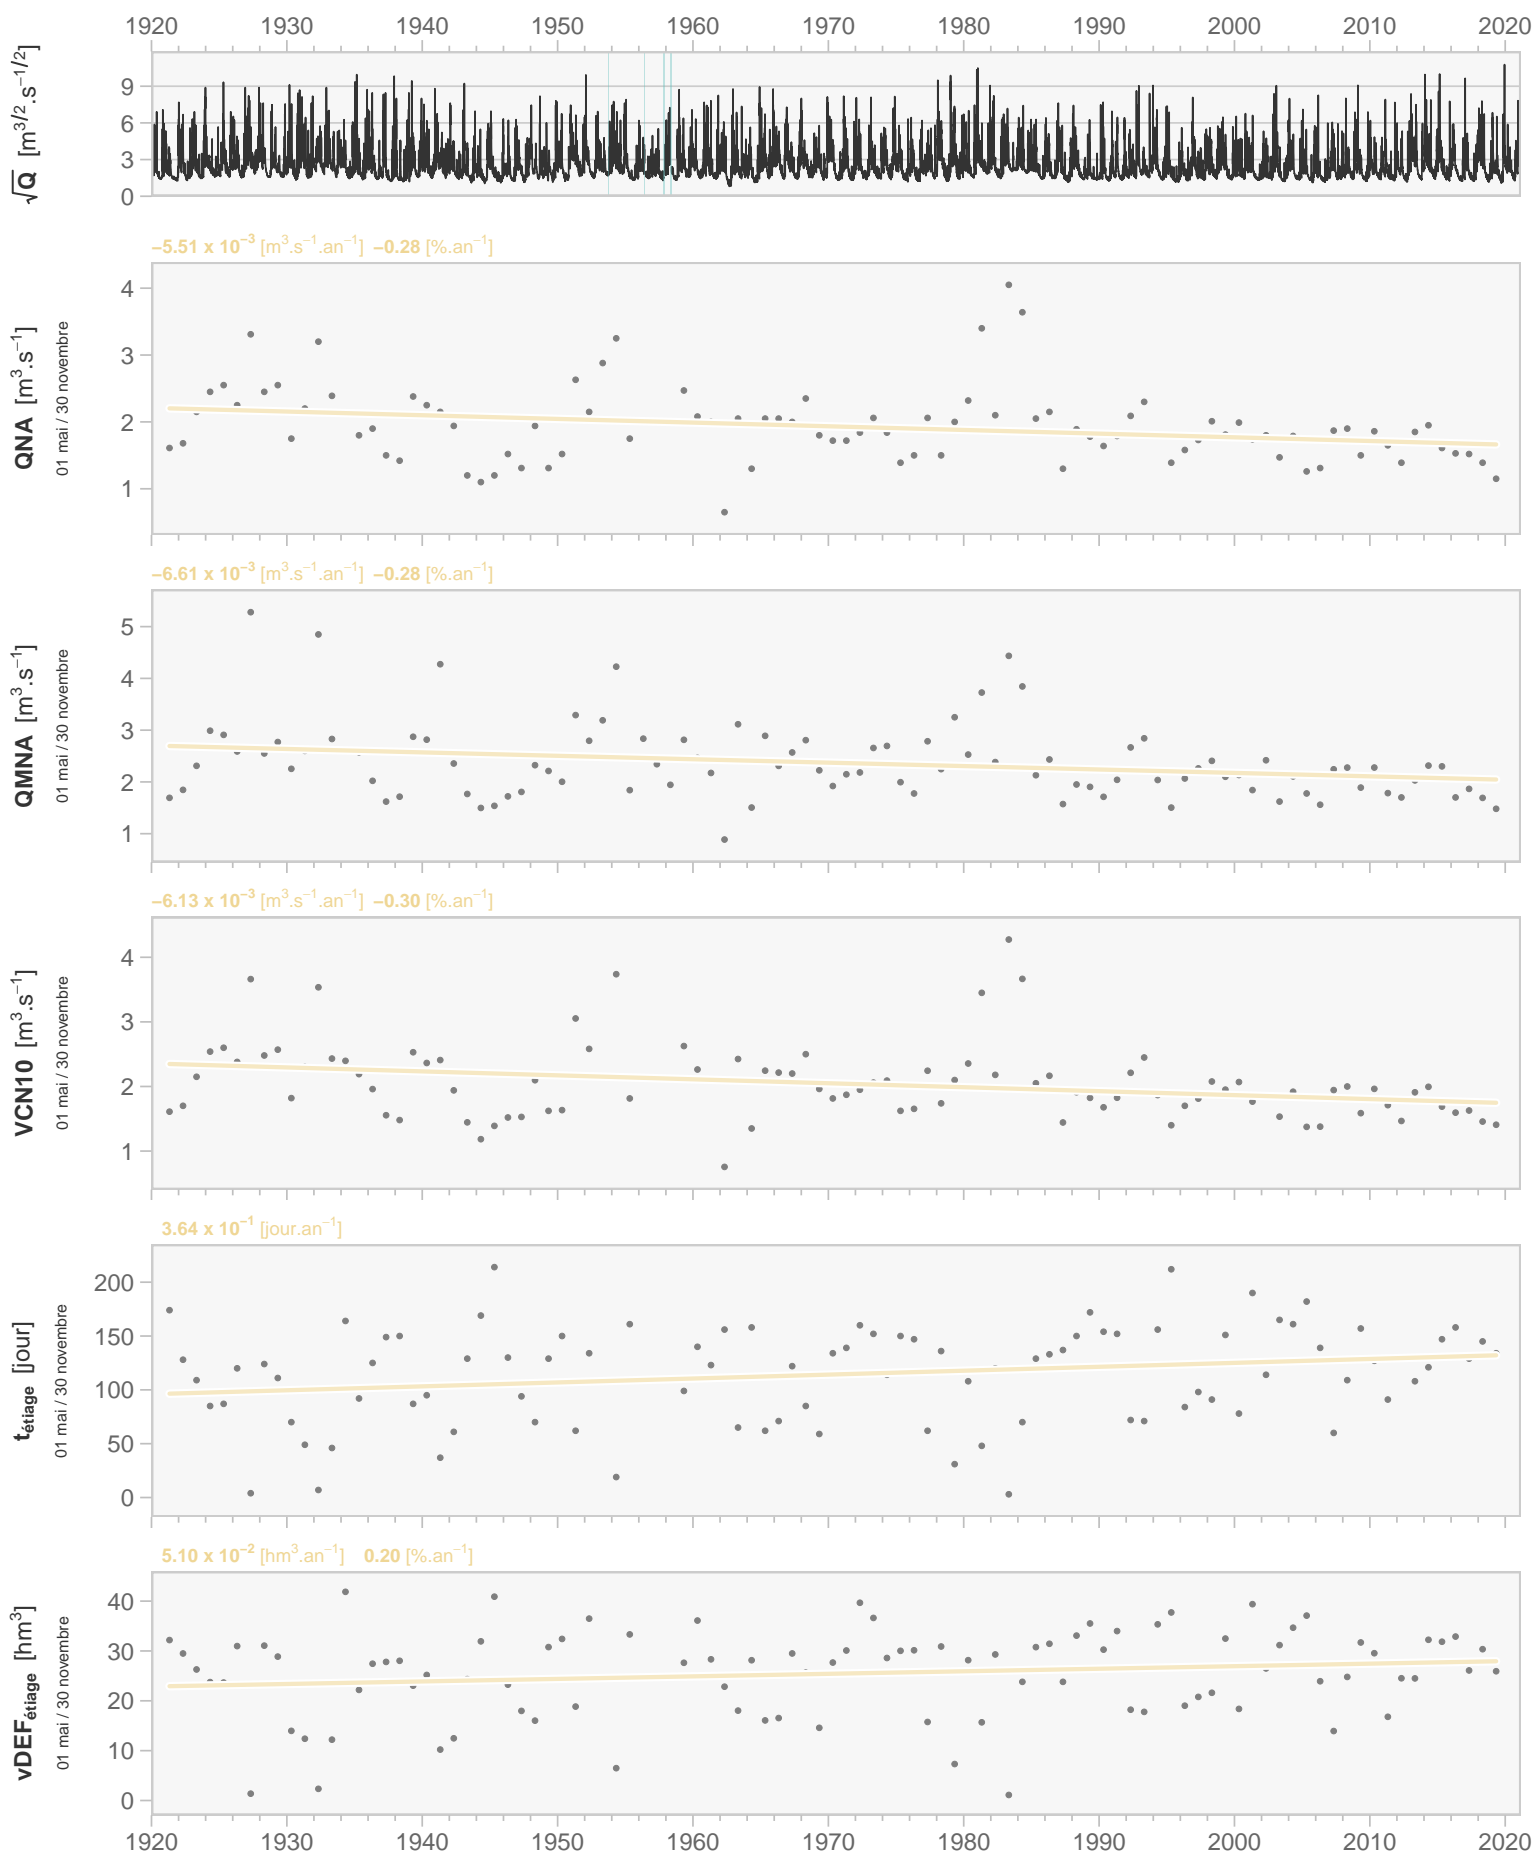 1920 1930 1940 1950 1960 1970 1980 1990 2000 2010 2020
√Q [m³ᐟ².s⁻¹ᐟ²]
9
6
3
0
−5.51 x 10⁻³ [m³.s⁻¹.an⁻¹] −0.28 [%.an⁻¹]
QNA [m³.s⁻¹]
01 mai / 30 novembre
4
3
2
1
−6.61 x 10⁻³ [m³.s⁻¹.an⁻¹] −0.28 [%.an⁻¹]
QMNA [m³.s⁻¹]
01 mai / 30 novembre
5
4
3
2
1
−6.13 x 10⁻³ [m³.s⁻¹.an⁻¹] −0.30 [%.an⁻¹]
VCN10 [m³.s⁻¹]
01 mai / 30 novembre
4
3
2
1
3.64 x 10⁻¹ [jour.an⁻¹]
tétiage [jour]
01 mai / 30 novembre
200
150
100
50
0
5.10 x 10⁻² [hm³.an⁻¹] 0.20 [%.an⁻¹]
vDEFétiage [hm³]
01 mai / 30 novembre
40
30
20
10
0
1920 1930 1940 1950 1960 1970 1980 1990 2000 2010 2020